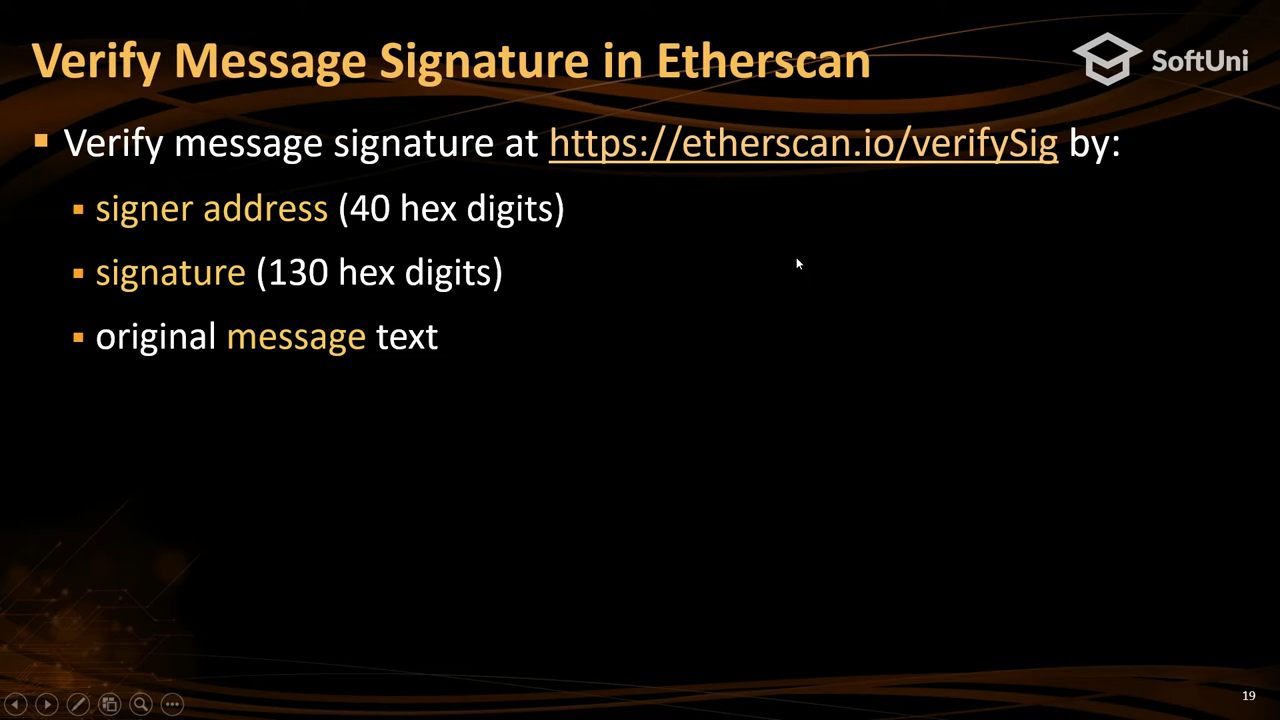 Verify Message Signature in Etherscan
SoftUni
▪ Verify message signature at https://etherscan.io/verifySig by:
▪ signer address (40 hex digits)
▪ signature (130 hex digits)
▪ original message text
19